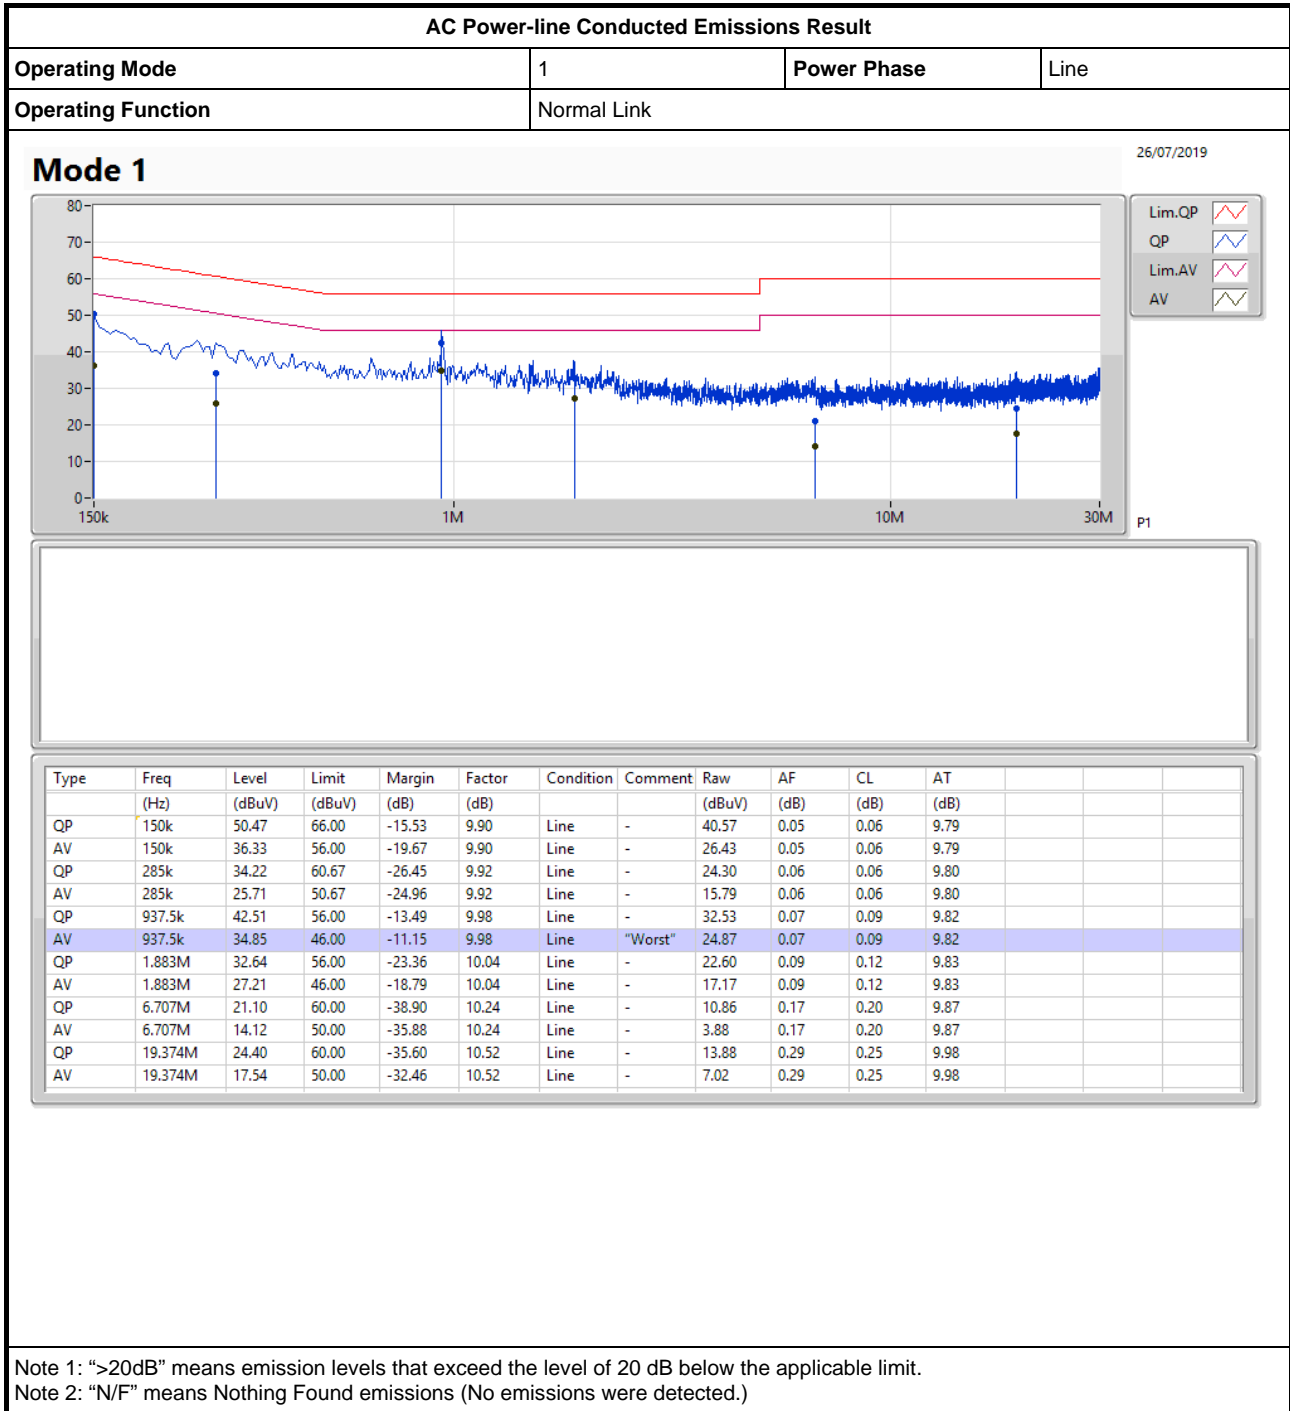 AC Power-line Conducted Emissions Result
Operating Mode 1 Power Phase Line
Operating Function Normal Link
Mode 1
26/07/2019
80
70
60
50
40
30
20
10
0
150k 1M 10M 30M
Lim.QP
QP
Lim.AV
AV
P1
Type Freq Level Limit Margin Factor Condition Comment Raw AF CL AT
(Hz) (dBuV) (dBuV) (dB) (dB) (dBuV) (dB) (dB) (dB)
QP 150k 50.47 66.00 -15.53 9.90 Line - 40.57 0.05 0.06 9.79
AV 150k 36.33 56.00 -19.67 9.90 Line - 26.43 0.05 0.06 9.79
QP 285k 34.22 60.67 -26.45 9.92 Line - 24.30 0.06 0.06 9.80
AV 285k 25.71 50.67 -24.96 9.92 Line - 15.79 0.06 0.06 9.80
QP 937.5k 42.51 56.00 -13.49 9.98 Line - 32.53 0.07 0.09 9.82
AV 937.5k 34.85 46.00 -11.15 9.98 Line "Worst" 24.87 0.07 0.09 9.82
QP 1.883M 32.64 56.00 -23.36 10.04 Line - 22.60 0.09 0.12 9.83
AV 1.883M 27.21 46.00 -18.79 10.04 Line - 17.17 0.09 0.12 9.83
QP 6.707M 21.10 60.00 -38.90 10.24 Line - 10.86 0.17 0.20 9.87
AV 6.707M 14.12 50.00 -35.88 10.24 Line - 3.88 0.17 0.20 9.87
QP 19.374M 24.40 60.00 -35.60 10.52 Line - 13.88 0.29 0.25 9.98
AV 19.374M 17.54 50.00 -32.46 10.52 Line - 7.02 0.29 0.25 9.98
Note 1: “>20dB” means emission levels that exceed the level of 20 dB below the applicable limit.
Note 2: “N/F” means Nothing Found emissions (No emissions were detected.)